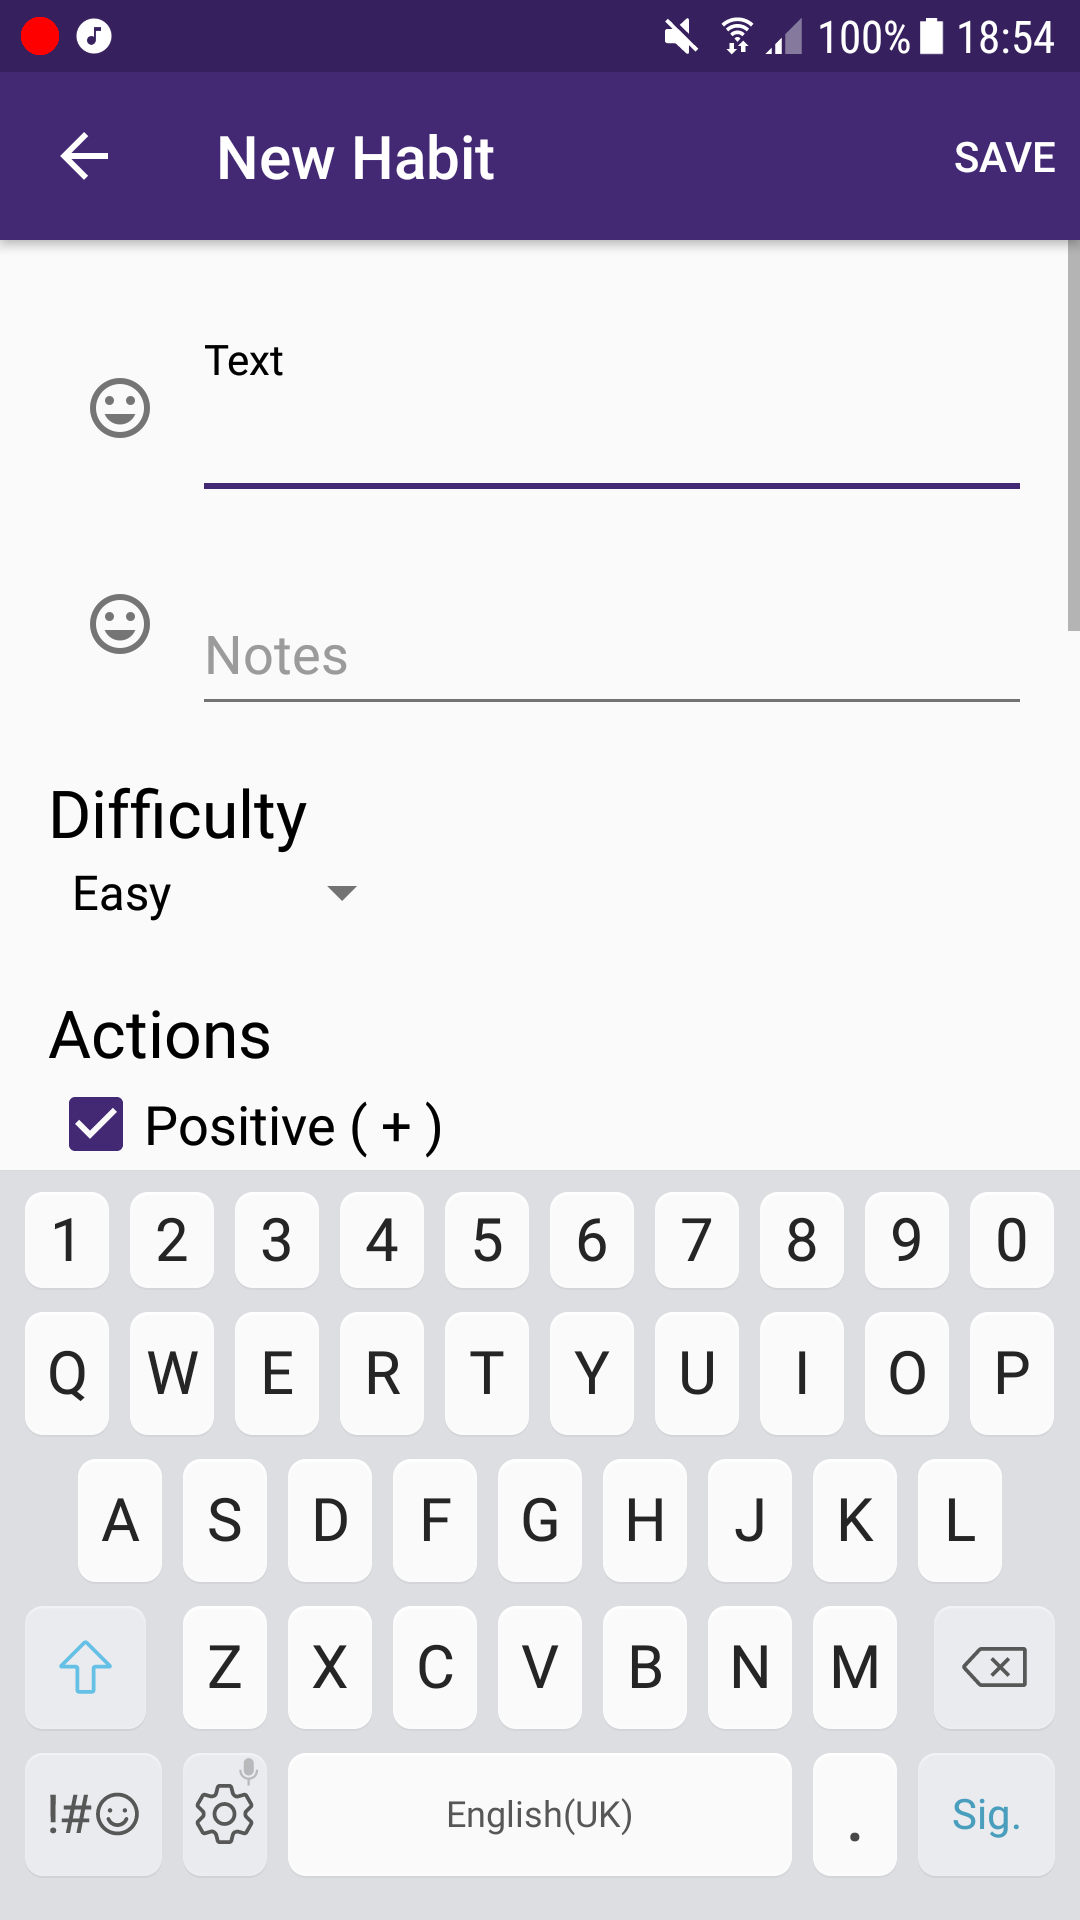 100% 18:54
New Habit SAVE
Text
Notes
Difficulty
Easy
Actions
Positive ( + )
1 2 3 4 5 6 7 8 9 0
Q W E R T Y U I O P
A S D F G H J K L
Z X C V B N M
!#☺ English(UK) . Sig.